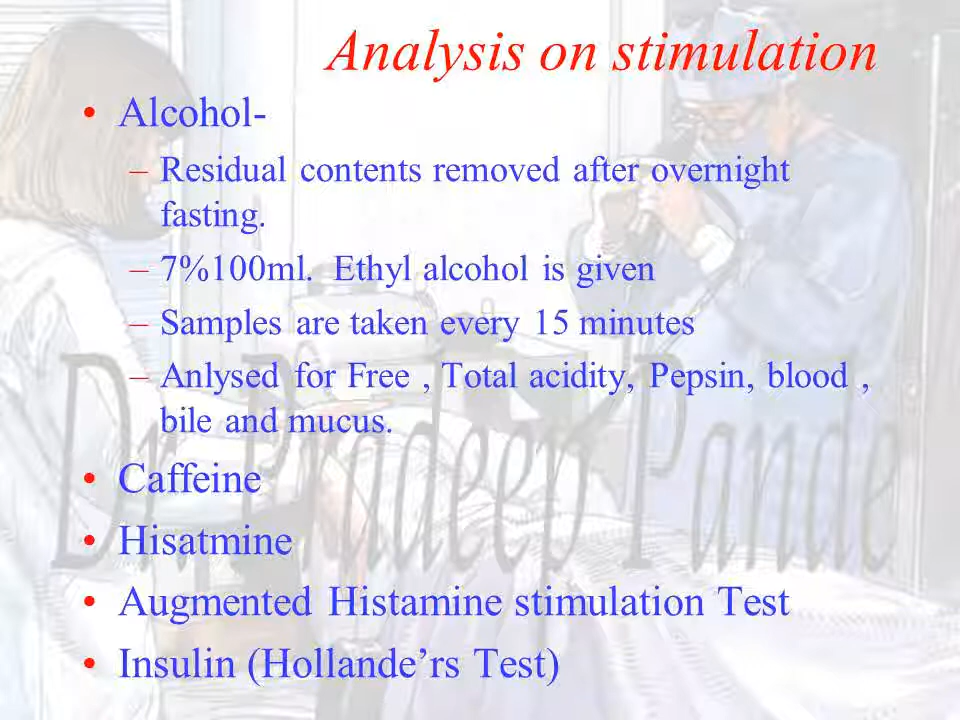 Analysis on stimulation
• Alcohol-
– Residual contents removed after overnight
fasting.
– 7%100ml. Ethyl alcohol is given
– Samples are taken every 15 minutes
– Anlysed for Free , Total acidity, Pepsin, blood ,
bile and mucus.
• Caffeine
• Hisatmine
• Augmented Histamine stimulation Test
• Insulin (Hollande’rs Test)
Dr. Pradeep Pande